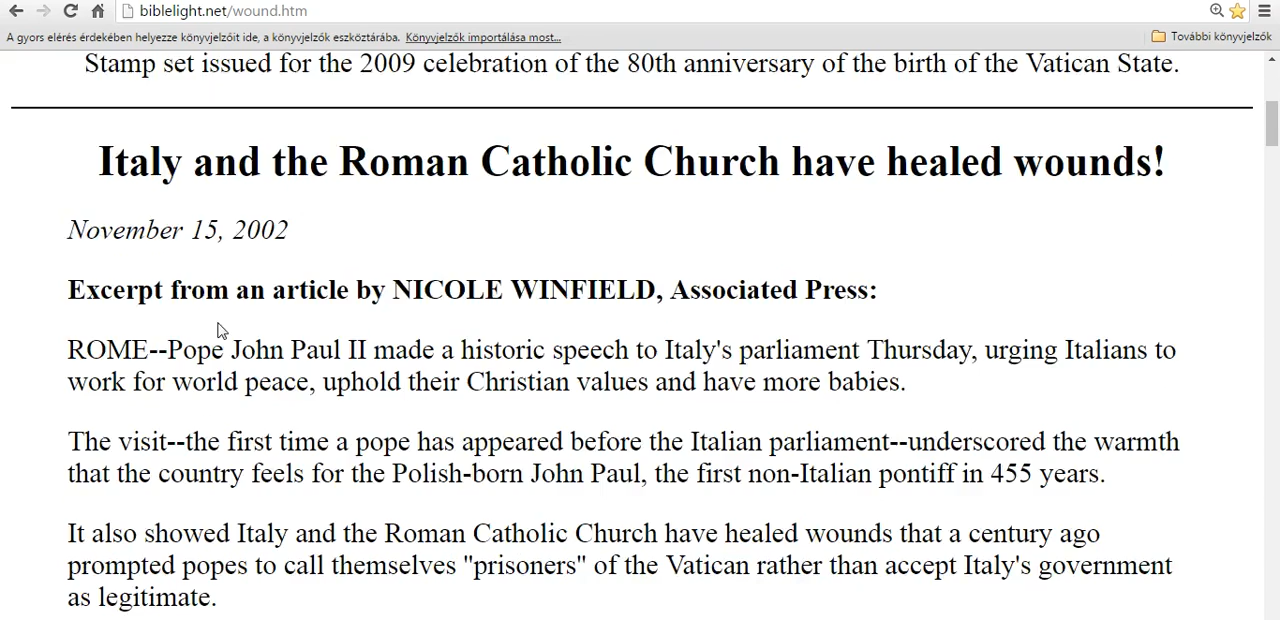 biblelight.net/wound.htm
A gyors elérés érdekében helyezze könyvjelzőit ide, a könyvjelzők eszköztárába. Könyvjelzők importálása most... További könyvjelzők
Stamp set issued for the 2009 celebration of the 80th anniversary of the birth of the Vatican State.
Italy and the Roman Catholic Church have healed wounds!
November 15, 2002
Excerpt from an article by NICOLE WINFIELD, Associated Press:
ROME--Pope John Paul II made a historic speech to Italy's parliament Thursday, urging Italians to
work for world peace, uphold their Christian values and have more babies.
The visit--the first time a pope has appeared before the Italian parliament--underscored the warmth
that the country feels for the Polish-born John Paul, the first non-Italian pontiff in 455 years.
It also showed Italy and the Roman Catholic Church have healed wounds that a century ago
prompted popes to call themselves "prisoners" of the Vatican rather than accept Italy's government
as legitimate.